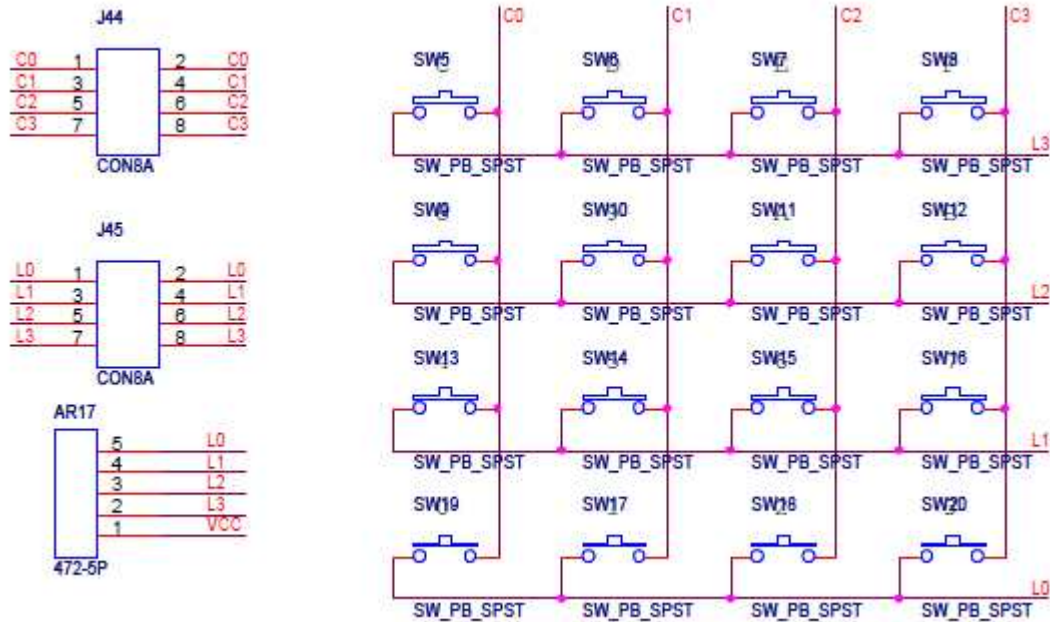 J44
C0 1 2 C0
C1 3 4 C1
C2 5 6 C2
C3 7 8 C3
CON8A
J45
L0 1 2 L0
L1 3 4 L1
L2 5 6 L2
L3 7 8 L3
CON8A
AR17
5 L0
4 L1
3 L2
2 L3
1 VCC
472-5P
C0 C1 C2 C3
SW5 SW6 SW7 SW8
L3
SW_PB_SPST SW_PB_SPST SW_PB_SPST SW_PB_SPST
SW9 SW10 SW11 SW12
L2
SW_PB_SPST SW_PB_SPST SW_PB_SPST SW_PB_SPST
SW13 SW14 SW15 SW16
L1
SW_PB_SPST SW_PB_SPST SW_PB_SPST SW_PB_SPST
SW19 SW17 SW18 SW20
L0
SW_PB_SPST SW_PB_SPST SW_PB_SPST SW_PB_SPST